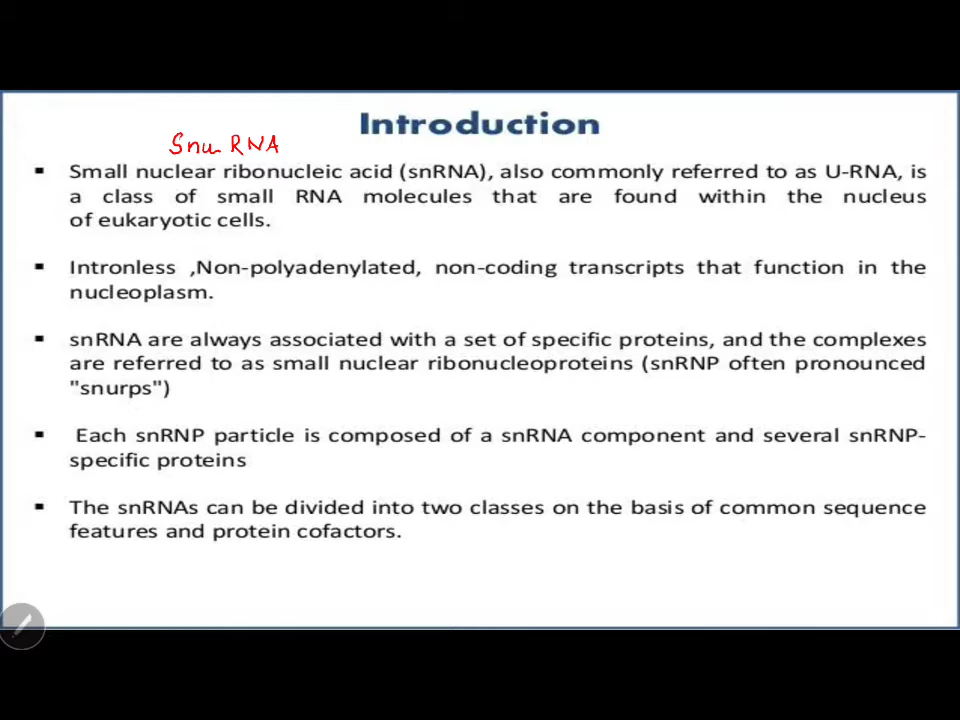 Introduction
Snu RNA
▪ Small nuclear ribonucleic acid (snRNA), also commonly referred to as U-RNA, is
a class of small RNA molecules that are found within the nucleus
of eukaryotic cells.
▪ Intronless ,Non-polyadenylated, non-coding transcripts that function in the
nucleoplasm.
▪ snRNA are always associated with a set of specific proteins, and the complexes
are referred to as small nuclear ribonucleoproteins (snRNP often pronounced
"snurps")
▪ Each snRNP particle is composed of a snRNA component and several snRNP-
specific proteins
▪ The snRNAs can be divided into two classes on the basis of common sequence
features and protein cofactors.